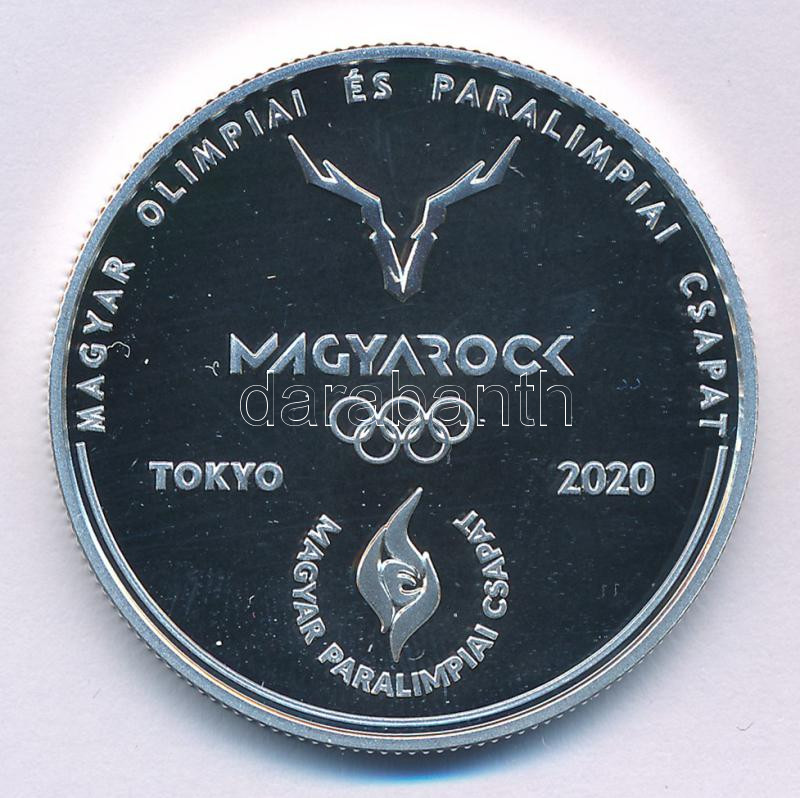 MAGYAR OLIMPIAI ÉS PARALIMPIAI CSAPAT
MAGYAROCK
darabanth
TOKYO 2020
MAGYAR PARALIMPIAI CSAPAT